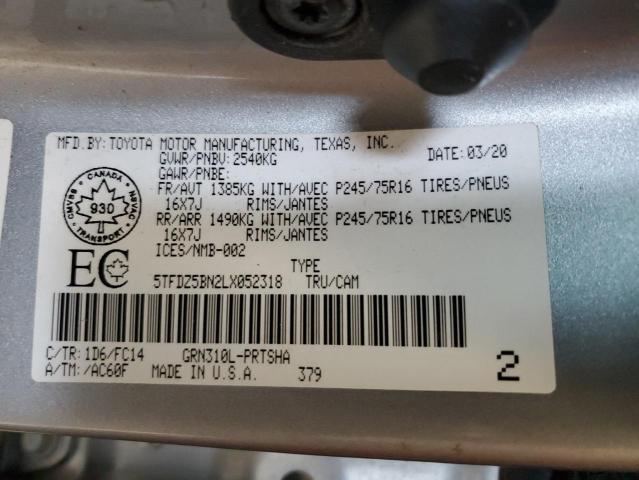 MFD.BY:TOYOTA MOTOR MANUFACTURING, TEXAS, INC.
GVWR/PNBV:2540KG DATE:03/20
GAWR/PNBE:
FR/AVT 1385KG WITH/AVEC P245/75R16 TIRES/PNEUS
16X7J RIMS/JANTES
RR/ARR 1490KG WITH/AVEC P245/75R16 TIRES/PNEUS
16X7J RIMS/JANTES
ICES/NMB-002
CANADA
930
TRANSPORT
EC
TYPE
5TFDZ5BN2LX052318 TRU/CAM
C/TR:1D6/FC14 GRN310L-PRTSHA
A/TM:/AC60F MADE IN U.S.A. 379
2